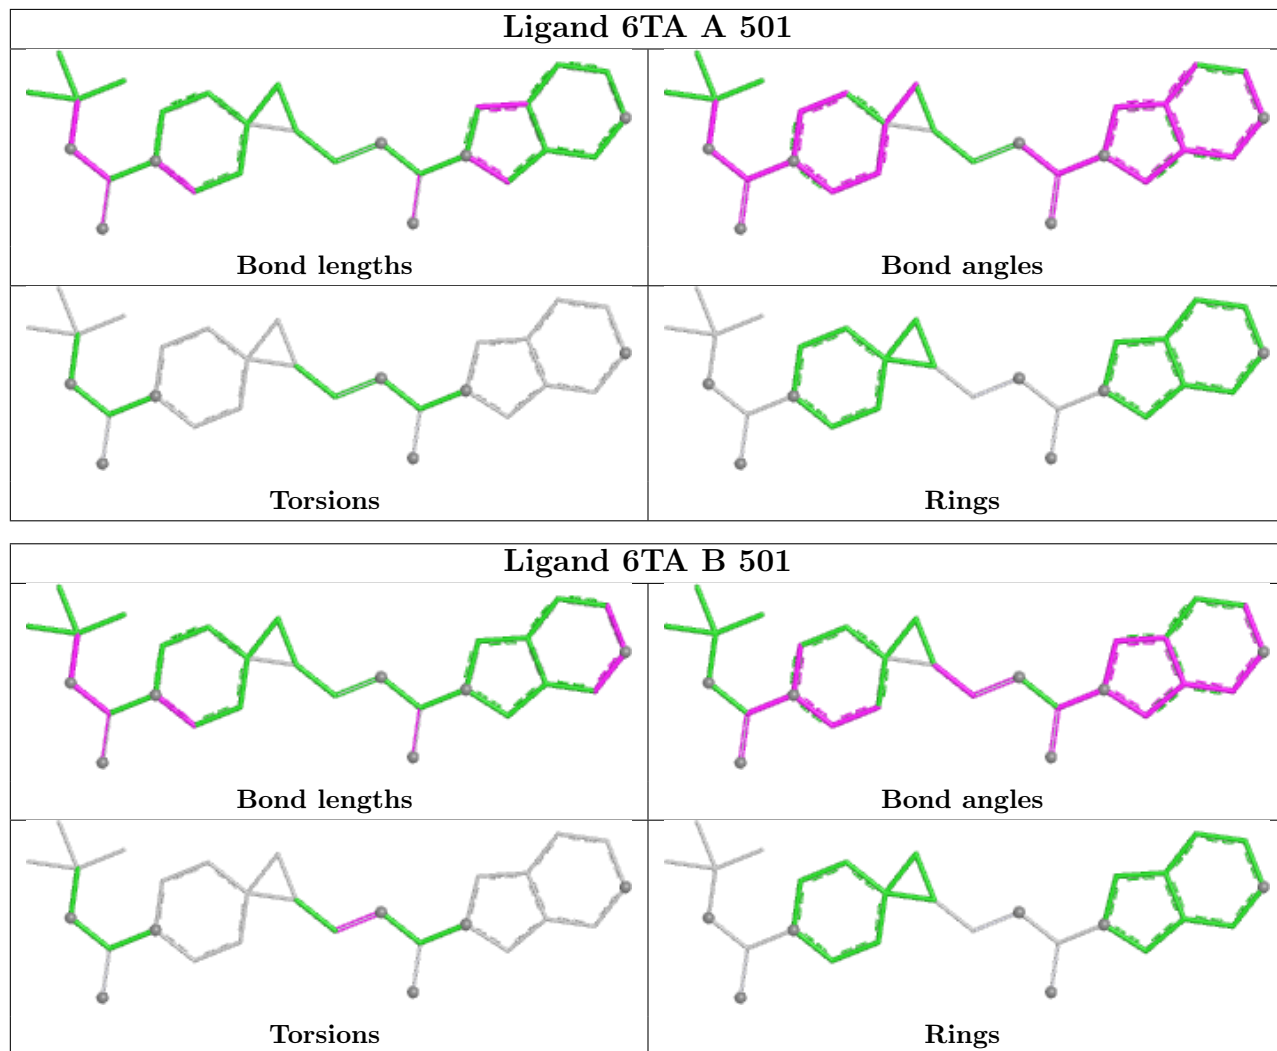 Ligand 6TA A 501
Bond lengths
Bond angles
Torsions
Rings
Ligand 6TA B 501
Bond lengths
Bond angles
Torsions
Rings